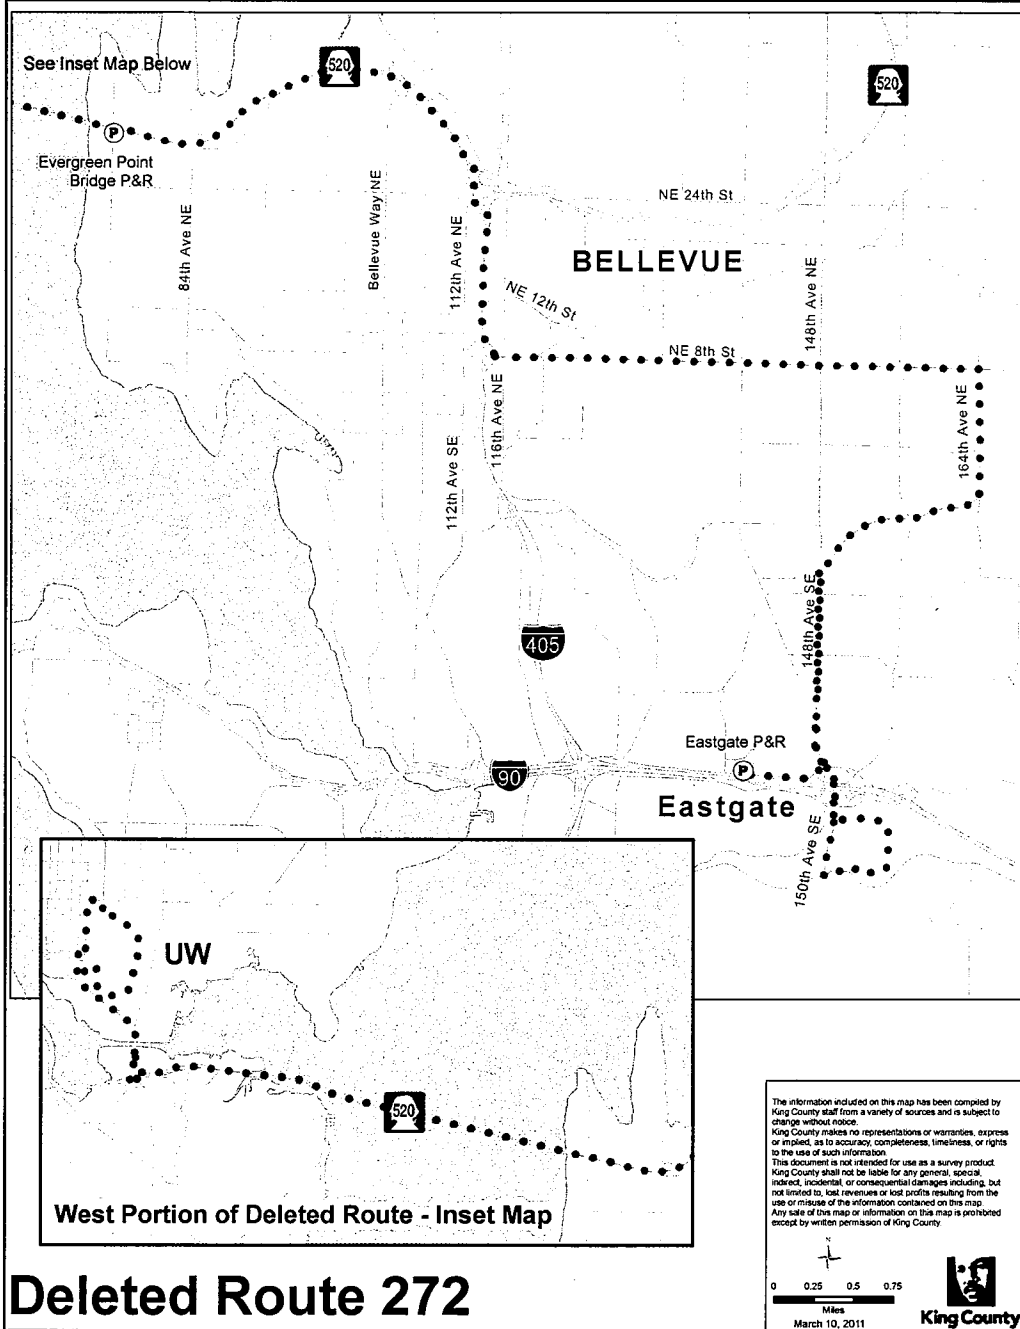 See Inset Map Below
520
520
P
Evergreen Point
Bridge P&R
84th Ave NE
Bellevue Way NE
112th Ave NE
NE 24th St
BELLEVUE
NE 12th St
148th Ave NE
NE 8th St
116th Ave NE
164th Ave NE
112th Ave SE
148th Ave SE
405
Eastgate P&R
90
P
Eastgate
150th Ave SE
UW
520
West Portion of Deleted Route - Inset Map
The information included on this map has been compiled by
King County staff from a variety of sources and is subject to
change without notice.
King County makes no representations or warranties, express
or implied, as to accuracy, completeness, timeliness, or rights
to the use of such information.
This document is not intended for use as a survey product.
King County shall not be liable for any general, special,
indirect, incidental, or consequential damages including, but
not limited to, lost revenues or lost profits resulting from the
use or misuse of the information contained on this map.
Any sale of this map or information on this map is prohibited
except by written permission of King County.
N
0 0.25 0.5 0.75
Miles
March 10, 2011
King County
Deleted Route 272